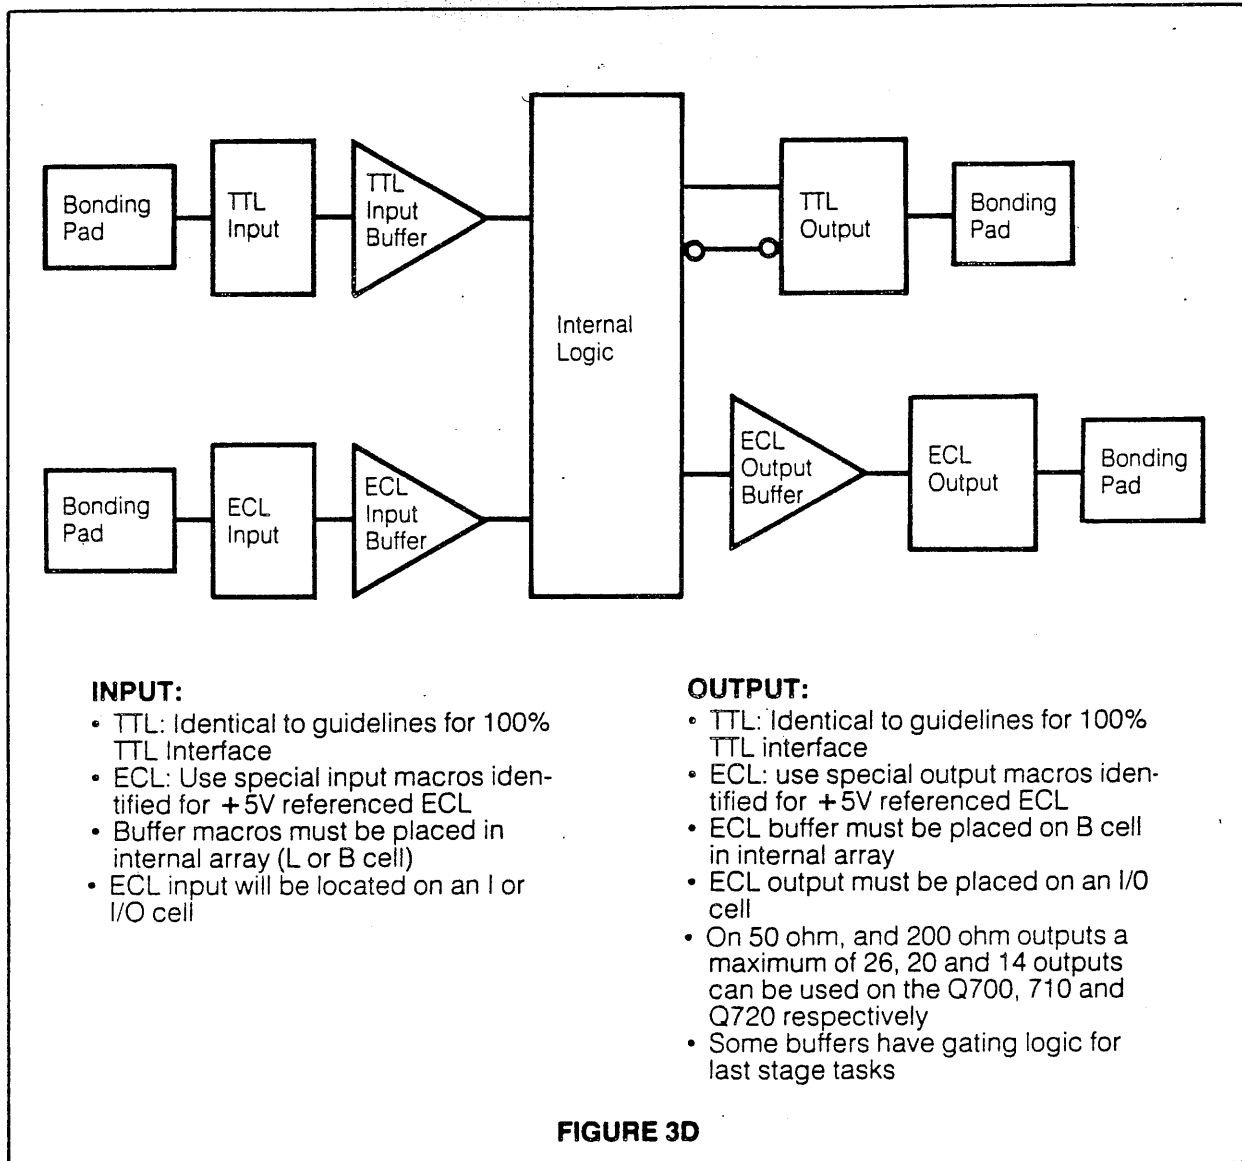 Bonding
Pad
TTL
Input
TTL
Input
Buffer
Internal
Logic
TTL
Output
Bonding
Pad
Bonding
Pad
ECL
Input
ECL
Input
Buffer
ECL
Output
Buffer
ECL
Output
Bonding
Pad
INPUT:
• TTL: Identical to guidelines for 100%
TTL Interface
• ECL: Use special input macros iden-
tified for +5V referenced ECL
• Buffer macros must be placed in
internal array (L or B cell)
• ECL input will be located on an I or
I/O cell
OUTPUT:
• TTL: Identical to guidelines for 100%
TTL interface
• ECL: use special output macros iden-
tified for +5V referenced ECL
• ECL buffer must be placed on B cell
in internal array
• ECL output must be placed on an I/O
cell
• On 50 ohm, and 200 ohm outputs a
maximum of 26, 20 and 14 outputs
can be used on the Q700, 710 and
Q720 respectively
• Some buffers have gating logic for
last stage tasks
FIGURE 3D